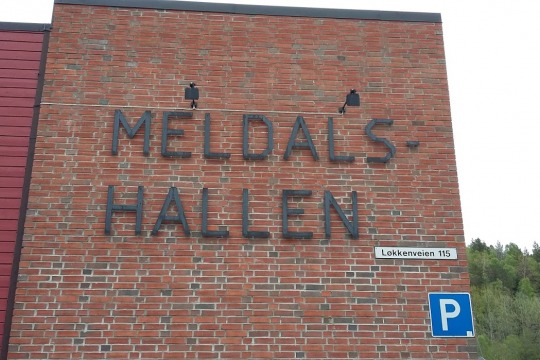 MELDALS-
HALLEN
Løkkenveien 115
P